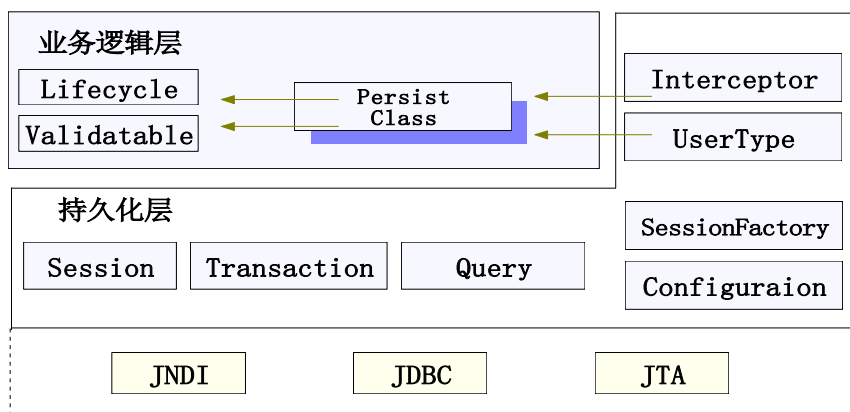 业务逻辑层
Lifecycle
Validatable
Persist
Class
Interceptor
UserType
持久化层
Session
Transaction
Query
SessionFactory
Configuraion
JNDI
JDBC
JTA